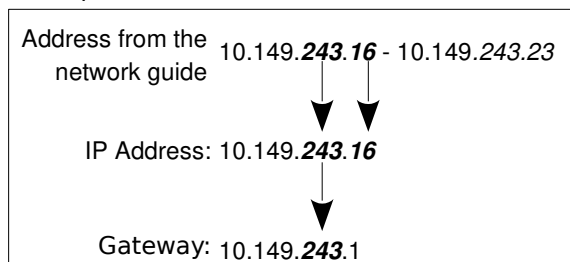 Address from the
network guide
10.149.243.16 - 10.149.243.23
IP Address: 10.149.243.16
Gateway: 10.149.243.1